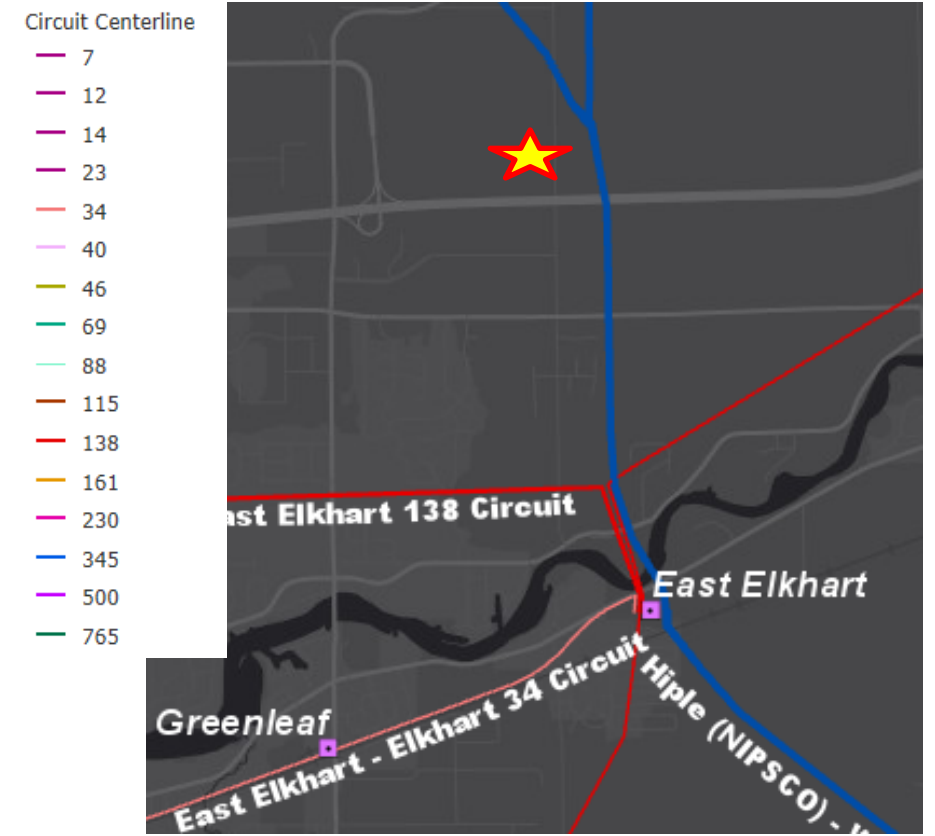 Circuit Centerline
7
12
14
23
34
40
46
69
88
115
138
161
230
345
500
765
East Elkhart 138 Circuit
East Elkhart
East Elkhart - Elkhart 34 Circuit
Hiple (NIPSCO) -
Greenleaf